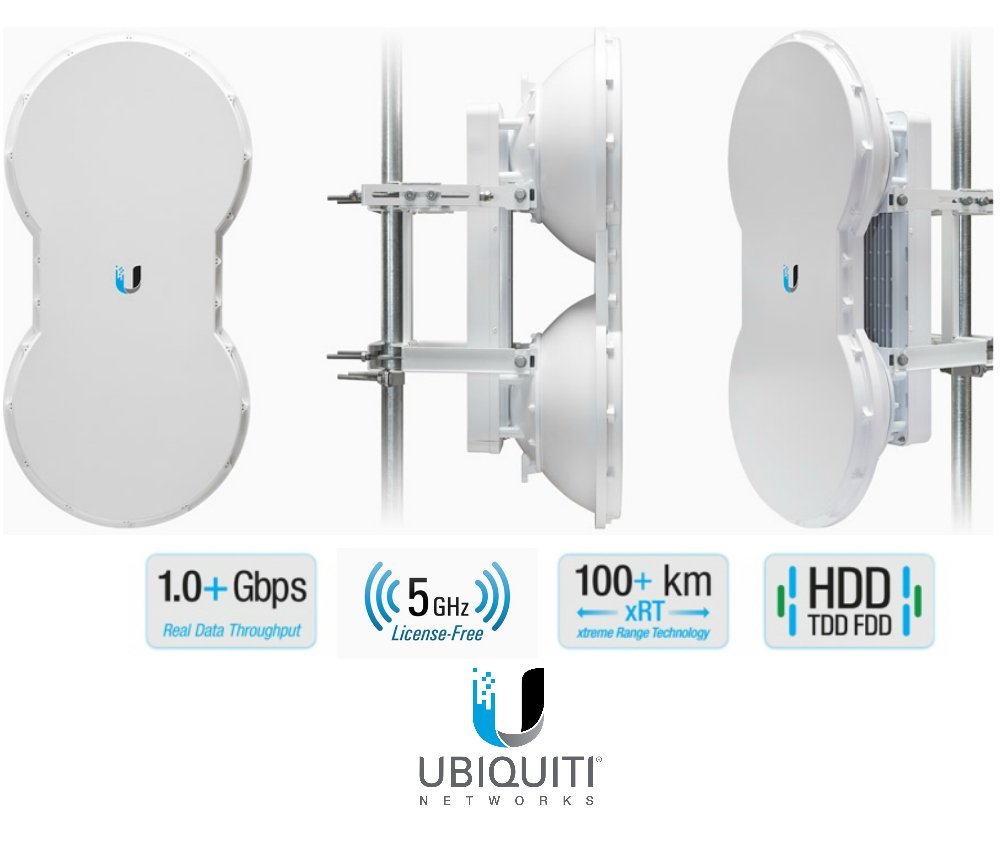 1.0+ Gbps
Real Data Throughput
5 GHz
License-Free
100+ km
xRT
xtreme Range Technology
HDD
TDD FDD
UBIQUITI®
NETWORKS